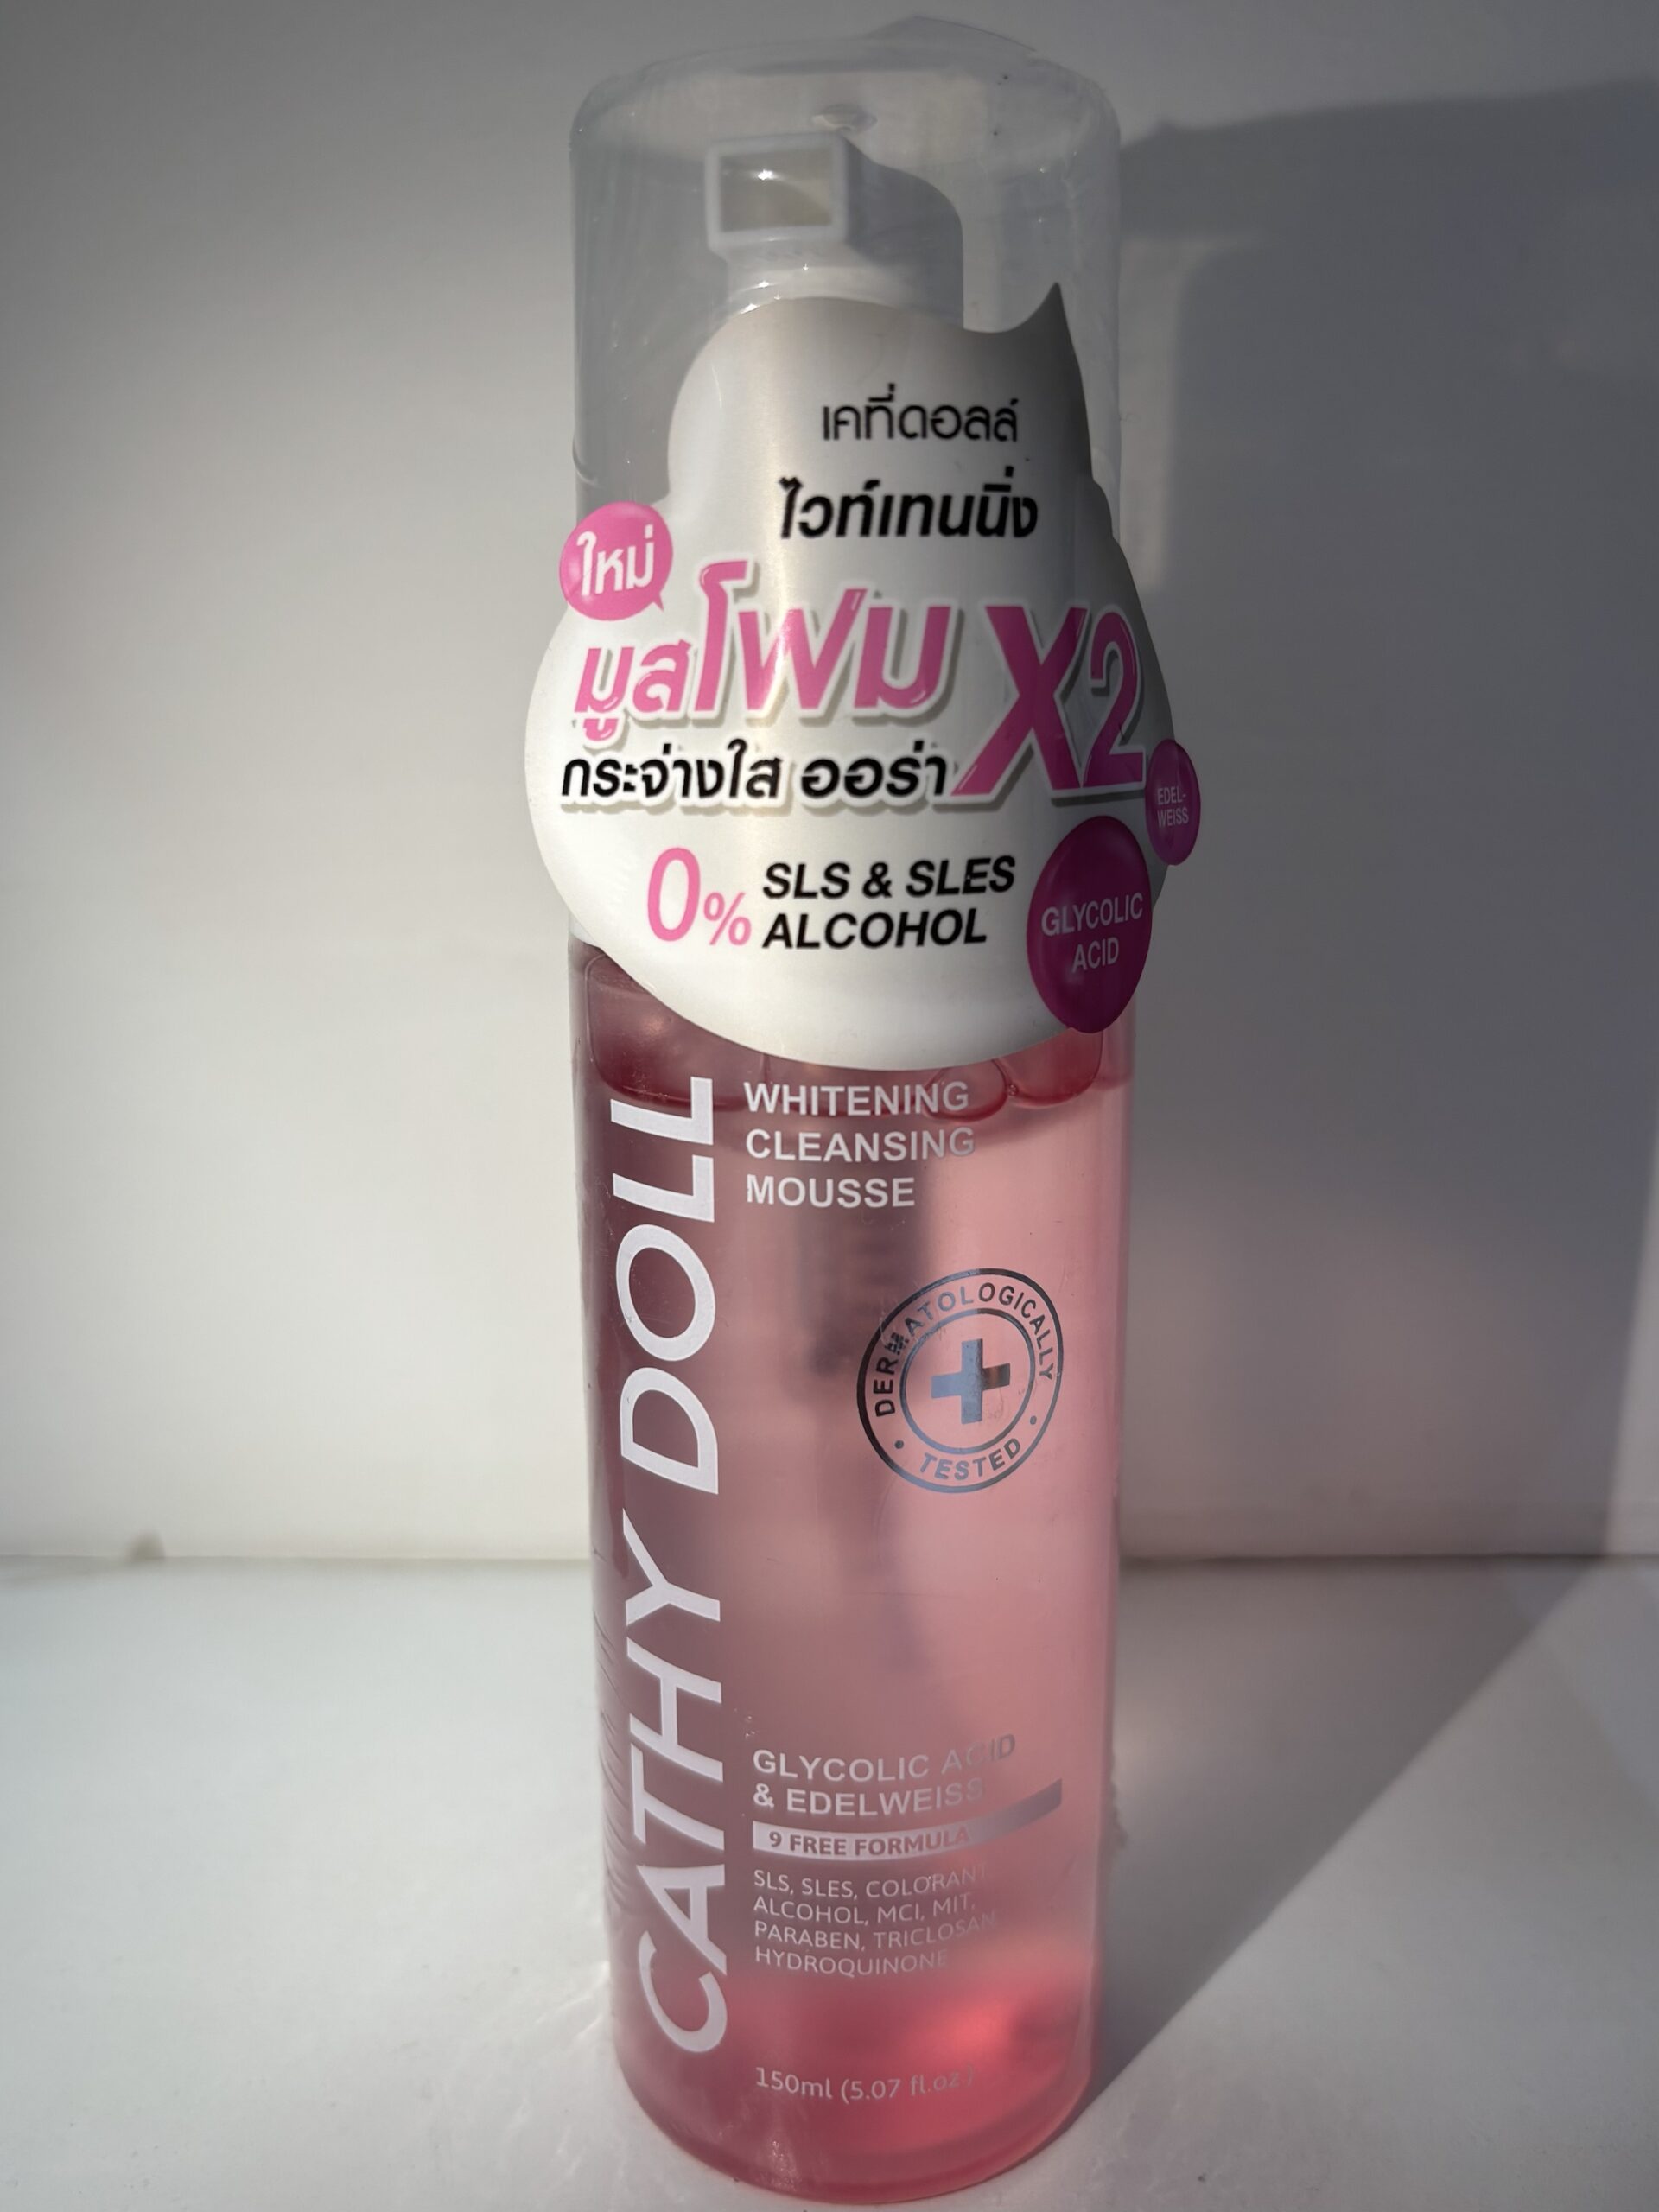 เคที่ดอลล์
ไวท์เทนนิ่ง
ใหม่
มูสโฟม X2
กระจ่างใส ออร่า
EDEL-
WEISS
0% SLS & SLES
ALCOHOL
GLYCOLIC
ACID
CATHY DOLL
WHITENING
CLEANSING
MOUSSE
DERMATOLOGICALLY
• TESTED •
GLYCOLIC ACID
& EDELWEISS
9 FREE FORMULA
SLS, SLES, COLORANT
ALCOHOL, MCI, MIT,
PARABEN, TRICLOSAN
HYDROQUINONE
150ml (5.07 fl.oz.)